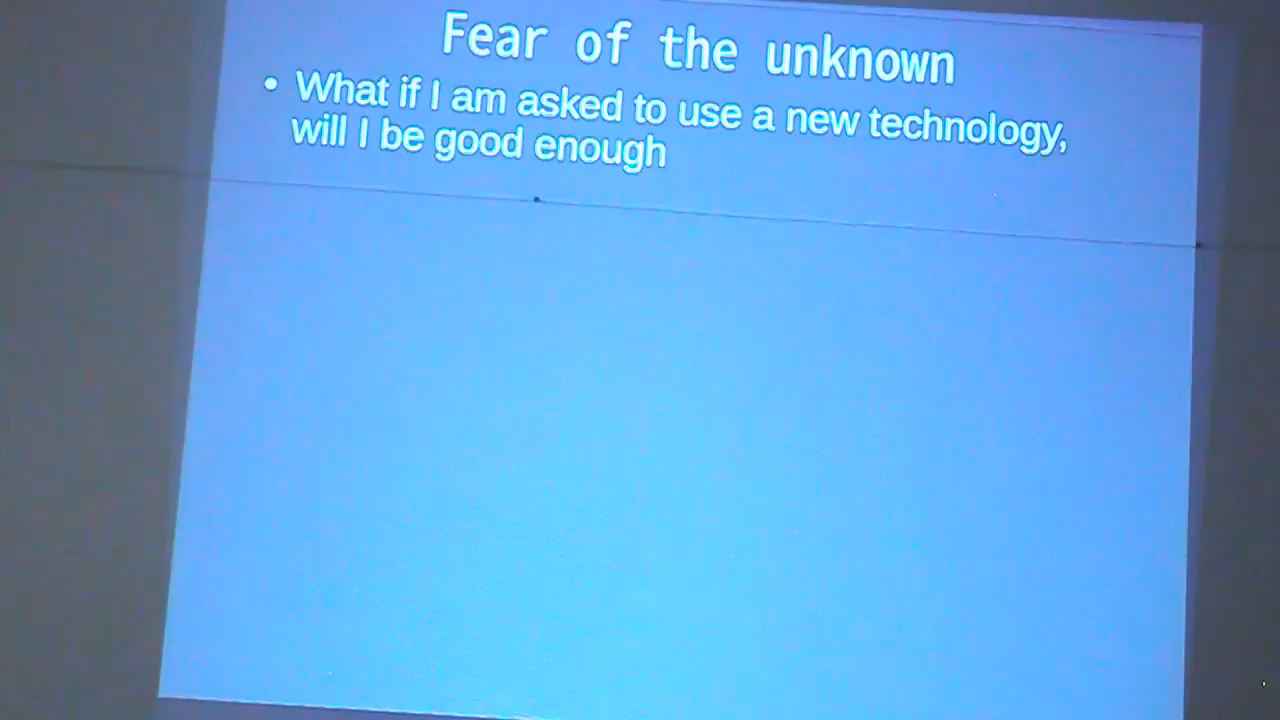 Fear of the unknown
• What if I am asked to use a new technology,
will I be good enough